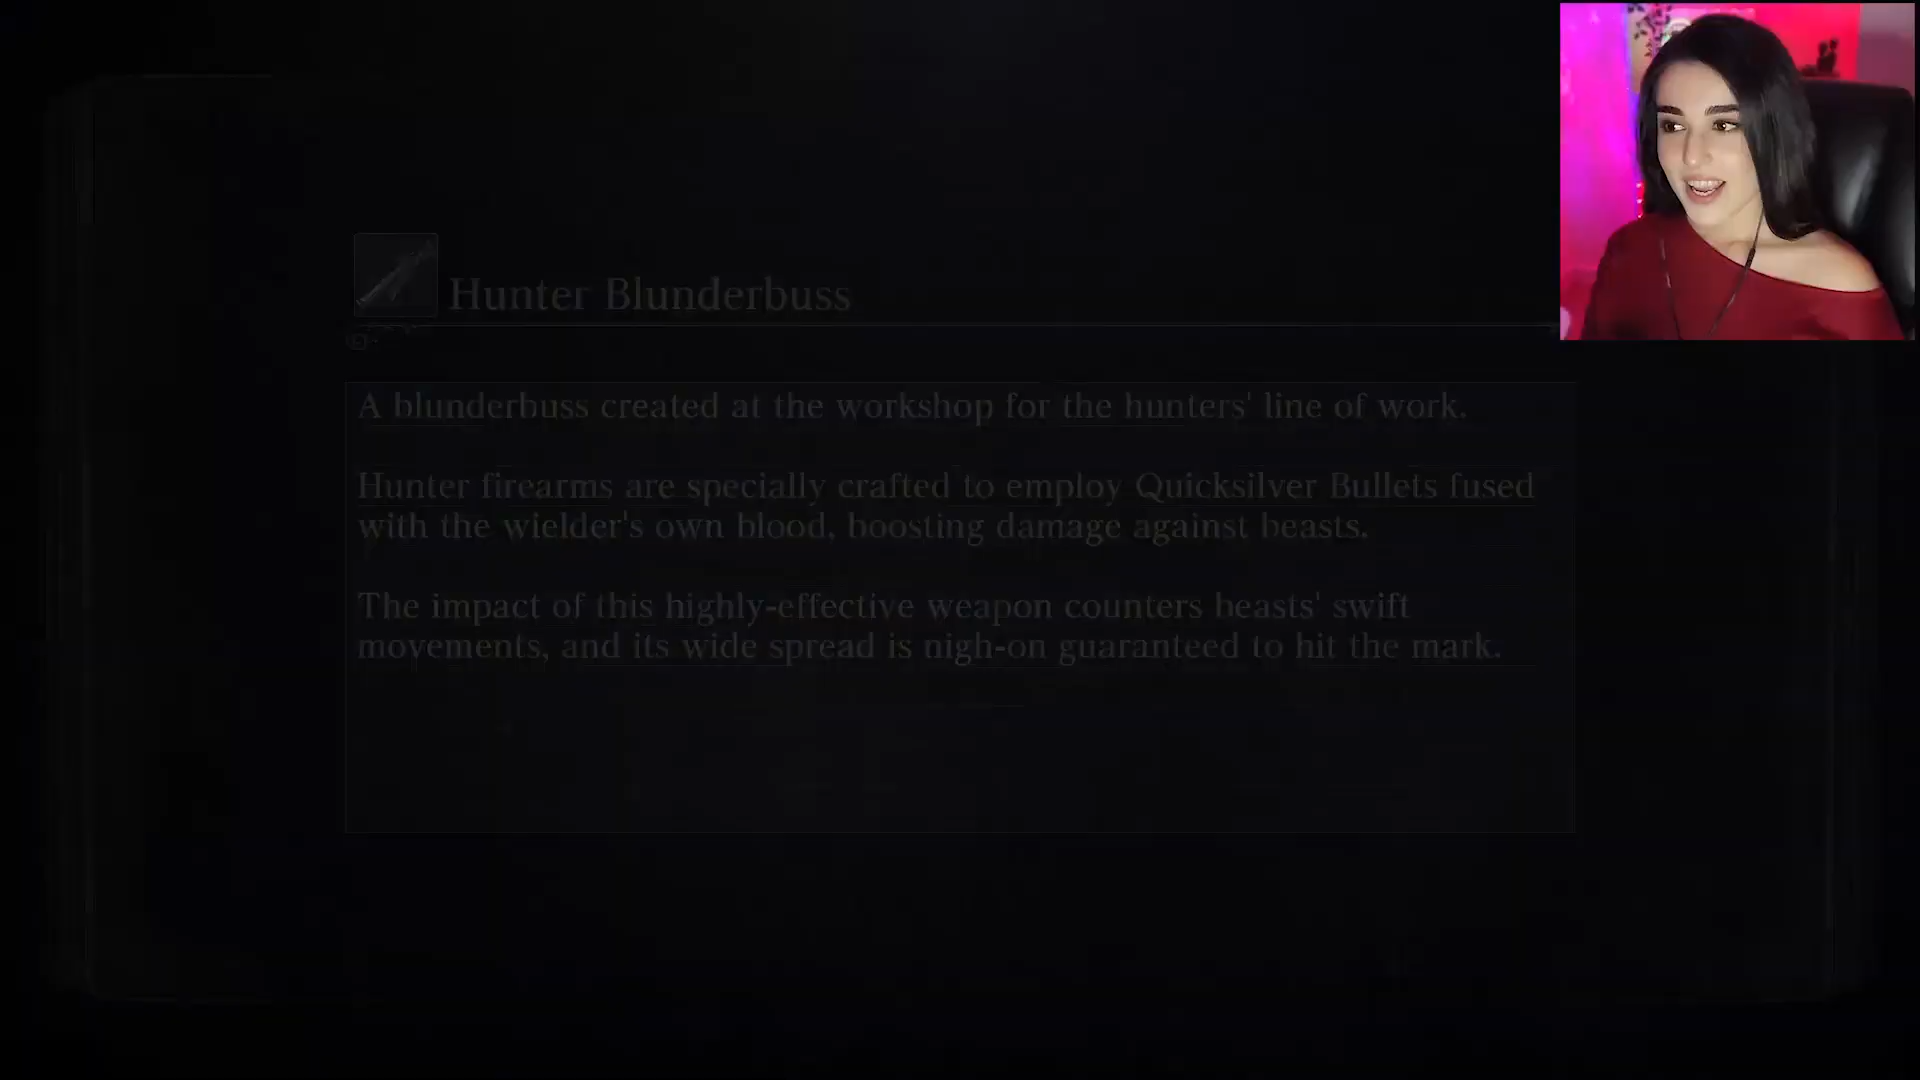 Hunter Blunderbuss
A blunderbuss created at the workshop for the hunters' line of work.
Hunter firearms are specially crafted to employ Quicksilver Bullets fused
with the wielder's own blood, boosting damage against beasts.
The impact of this highly-effective weapon counters beasts' swift
movements, and its wide spread is nigh-on guaranteed to hit the mark.